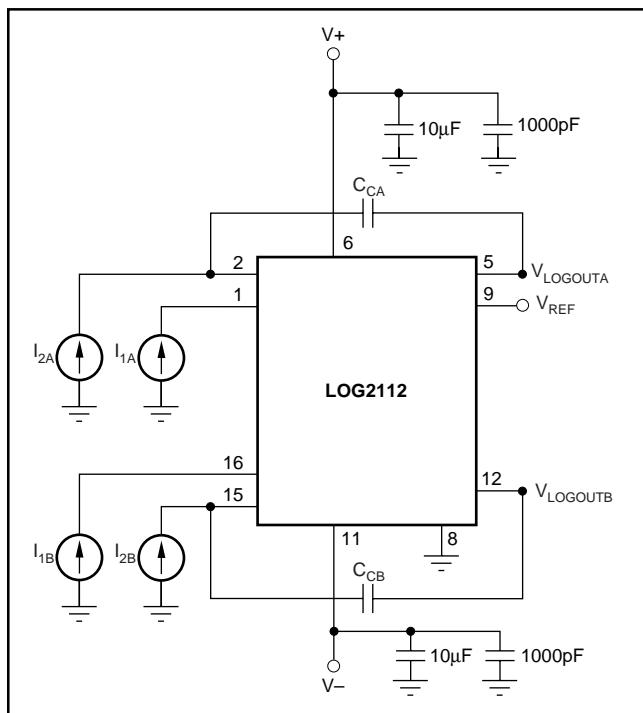 V+
10µF
1000pF
C_CA
6
2
5
V_LOGOUTA
1
9
V_REF
I_2A
I_1A
LOG2112
16
12
V_LOGOUTB
15
I_1B
I_2B
11
8
C_CB
10µF
1000pF
V–